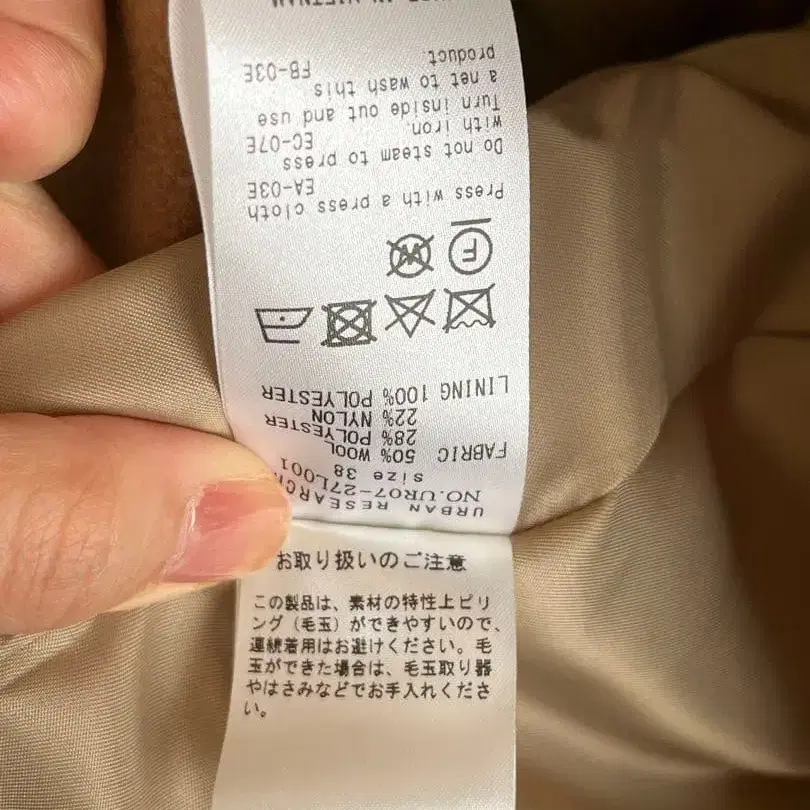 URBAN RESEARCH
NO.UR07-27L001
size 38
FABRIC 50% WOOL
28% POLYESTER
22% NYLON
LINING 100% POLYESTER
F W
Press with a press cloth
EA-03E
Do not steam to press
with iron. EC-07E
Turn inside out and use
a net to wash this
product. FB-03E
IN VIETNAM
お取り扱いのご注意
この製品は、素材の特性上ピリ
ング（毛玉）ができやすいので、
連続着用はお避けください。毛
玉ができた場合は、毛玉取り器
やはさみなどでお手入れくださ
い。